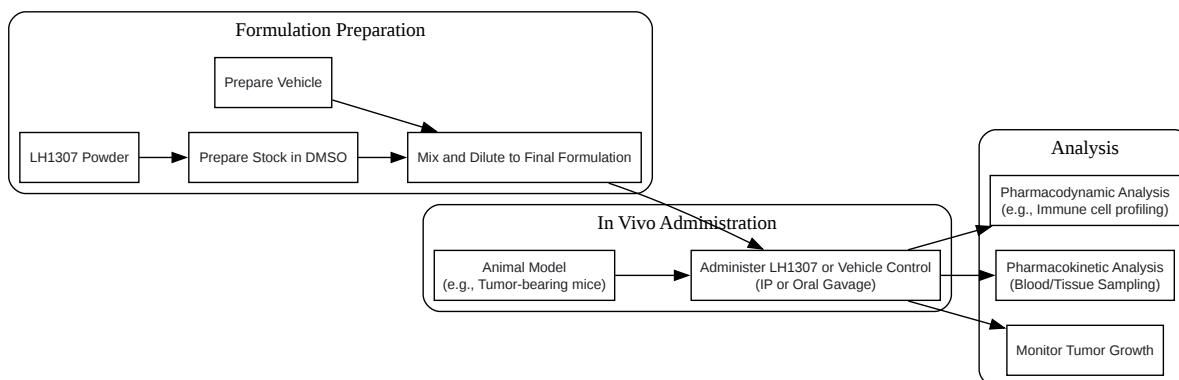 Formulation Preparation
Prepare Vehicle
LH1307 Powder
Prepare Stock in DMSO
Mix and Dilute to Final Formulation
In Vivo Administration
Animal Model
(e.g., Tumor-bearing mice)
Administer LH1307 or Vehicle Control
(IP or Oral Gavage)
Analysis
Pharmacodynamic Analysis
(e.g., Immune cell profiling)
Pharmacokinetic Analysis
(Blood/Tissue Sampling)
Monitor Tumor Growth